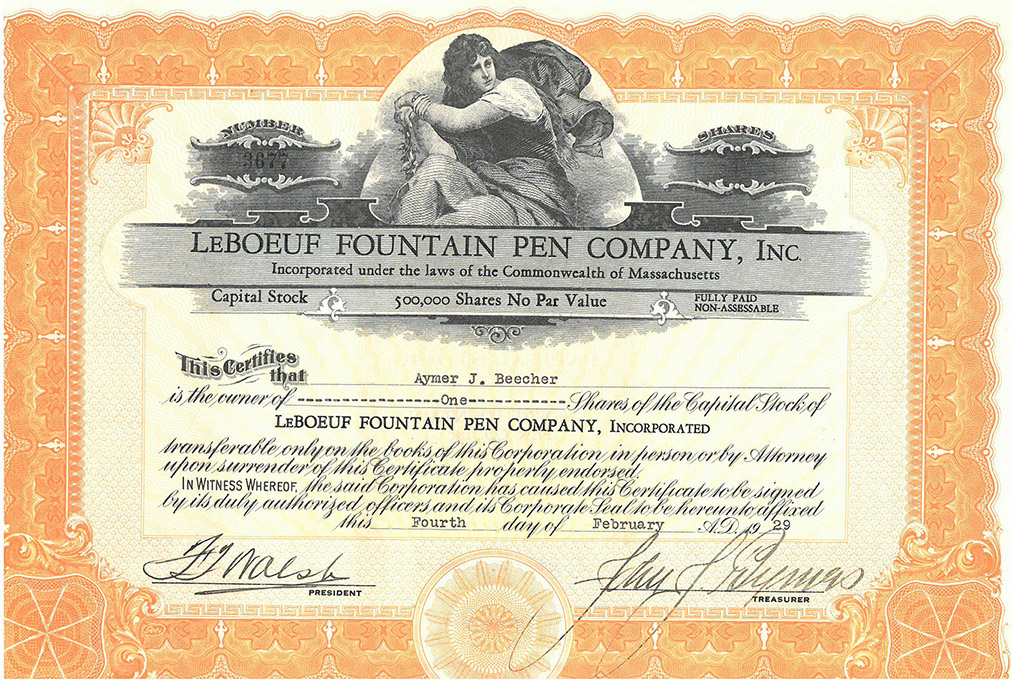 NUMBER
3677
SHARES
LeBOEUF FOUNTAIN PEN COMPANY, Inc.
Incorporated under the laws of the Commonwealth of Massachusetts
Capital Stock
500,000 Shares No Par Value
FULLY PAID
NON-ASSESSABLE
This Certifies
that Aymer J. Beecher
is the owner of -----------------One----------- Shares of the Capital Stock of
LeBOEUF FOUNTAIN PEN COMPANY, Incorporated
transferable only on the books of this Corporation in person or by Attorney
upon surrender of this Certificate properly endorsed.
In Witness Whereof, the said Corporation has caused this Certificate to be signed
by its duly authorized officers and its Corporate Seal to be hereunto affixed
this Fourth day of February A.D. 19 29
Walsh
PRESIDENT
TREASURER